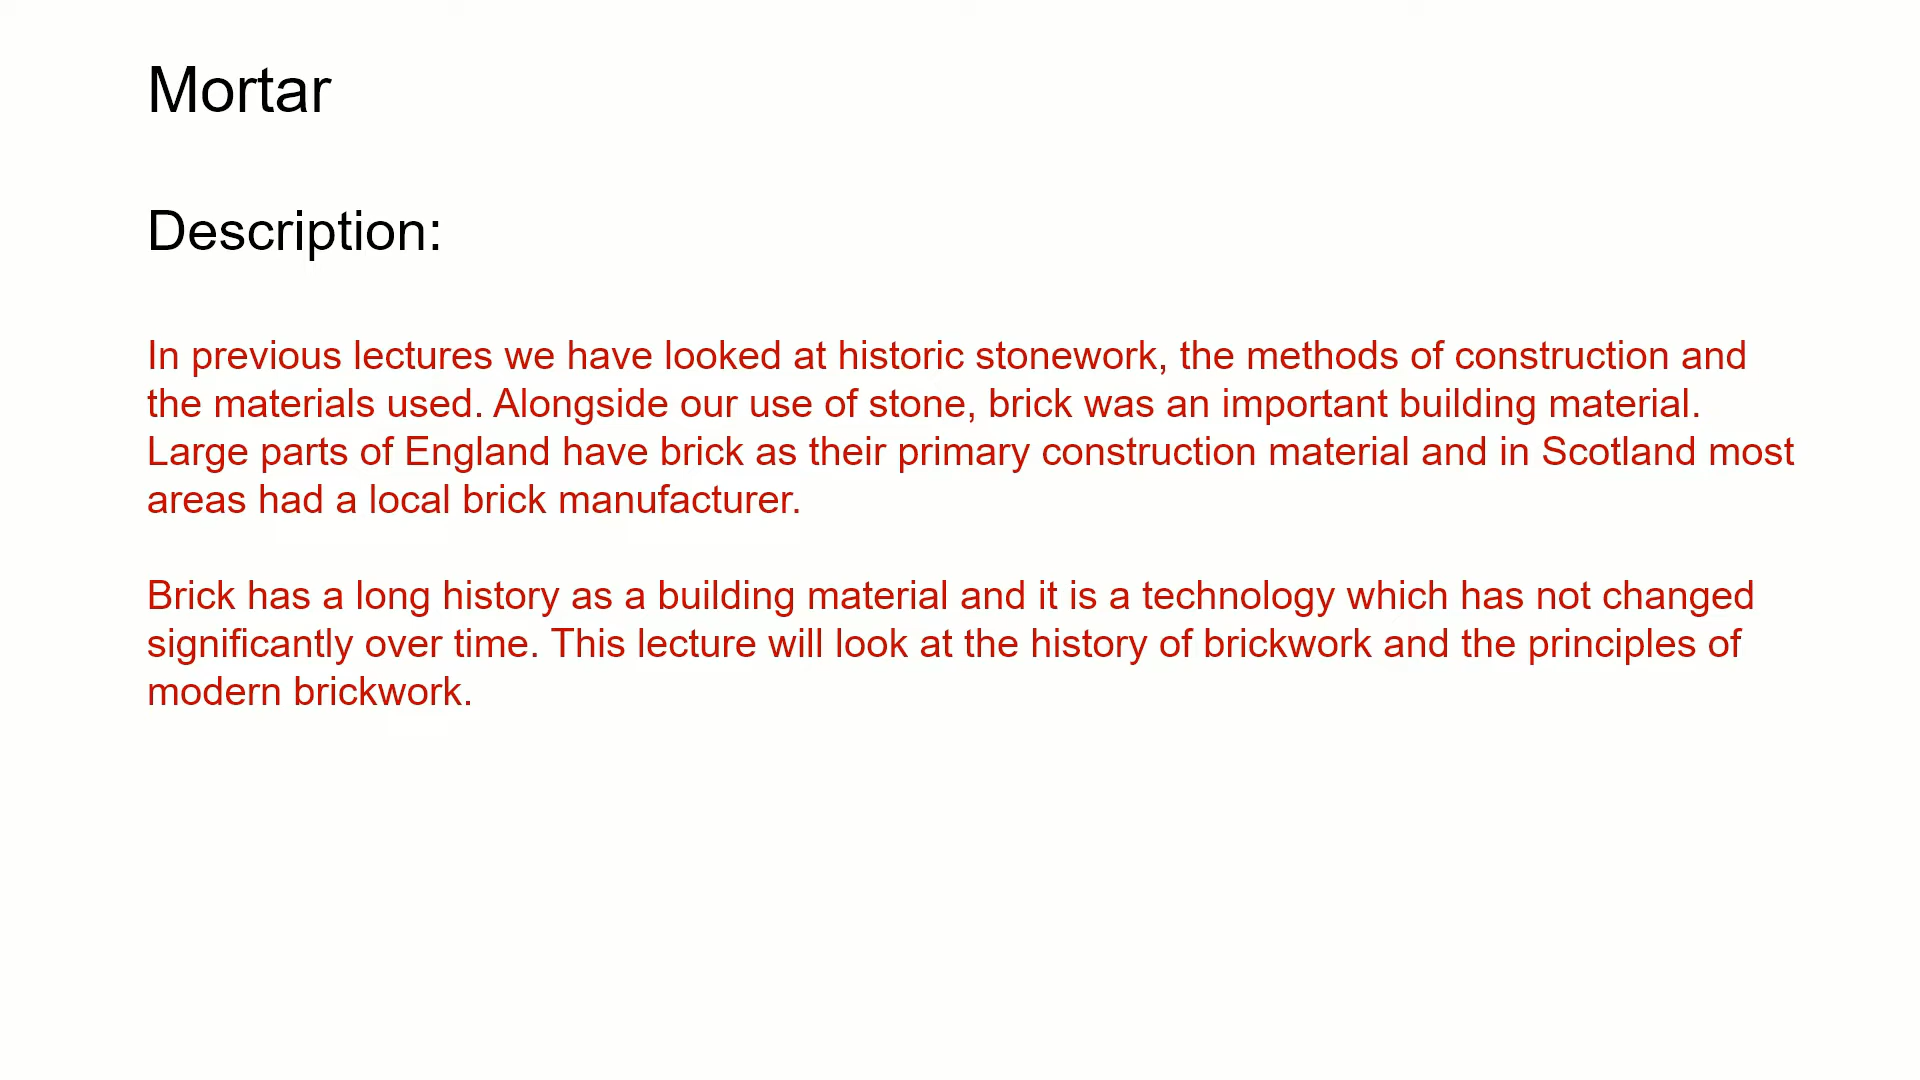 Mortar
Description:
In previous lectures we have looked at historic stonework, the methods of construction and
the materials used. Alongside our use of stone, brick was an important building material.
Large parts of England have brick as their primary construction material and in Scotland most
areas had a local brick manufacturer.
Brick has a long history as a building material and it is a technology which has not changed
significantly over time. This lecture will look at the history of brickwork and the principles of
modern brickwork.